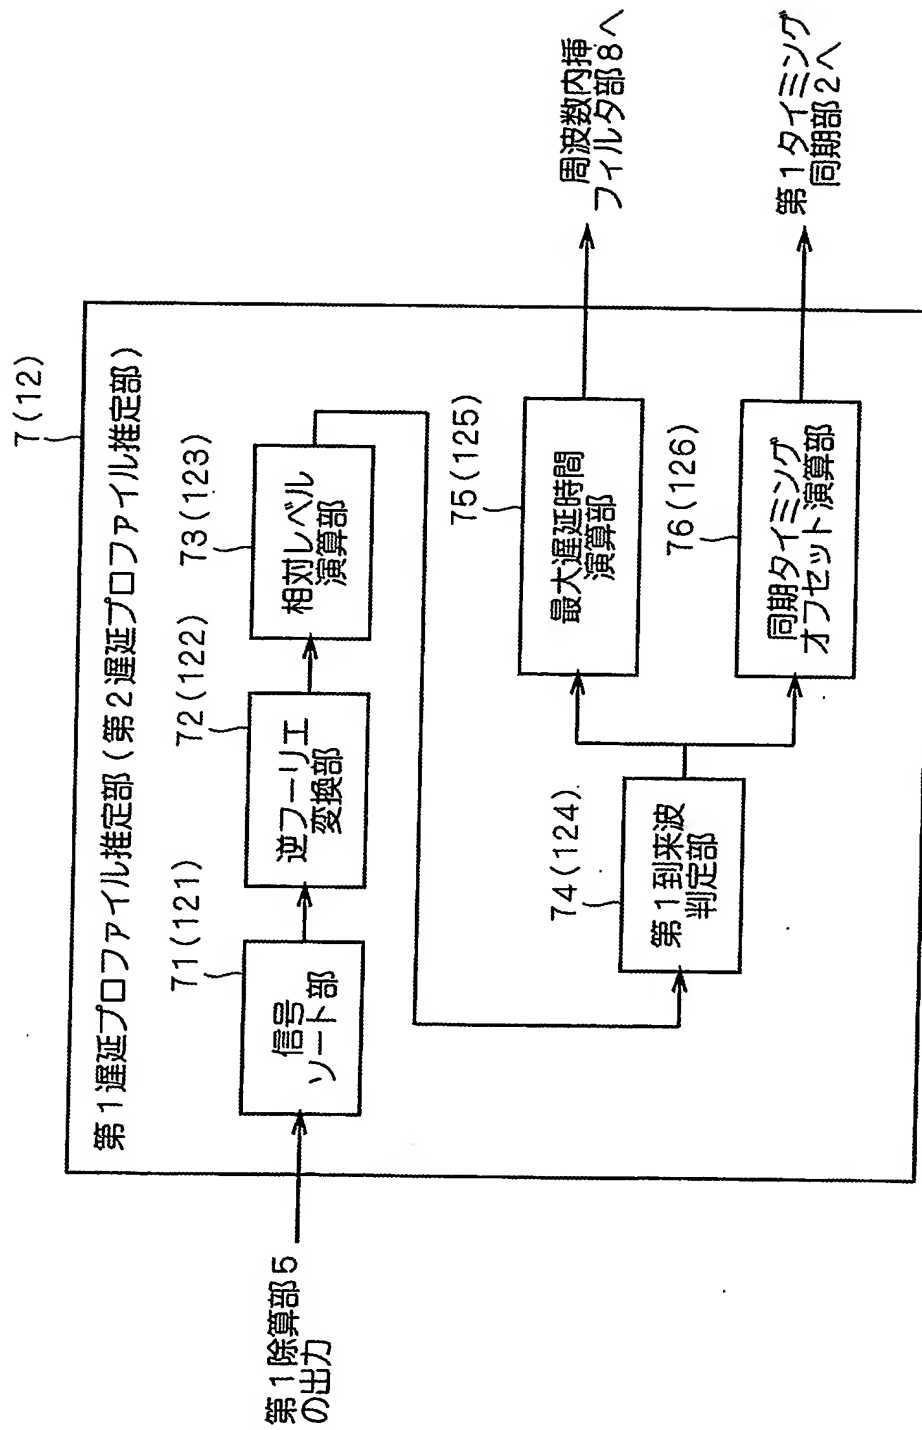 7(12)
第1遅延プロファイル推定部(第2遅延プロファイル推定部)
第1除算部5
の出力
71(121)
信号
ソート部
72(122)
逆フーリエ
変換部
73(123)
相対レベル
演算部
74(124)
第1到来波
判定部
75(125)
最大遅延時間
演算部
76(126)
同期タイミング
オフセット演算部
周波数内挿
フィルタ部8へ
第1タイミング
同期部2へ